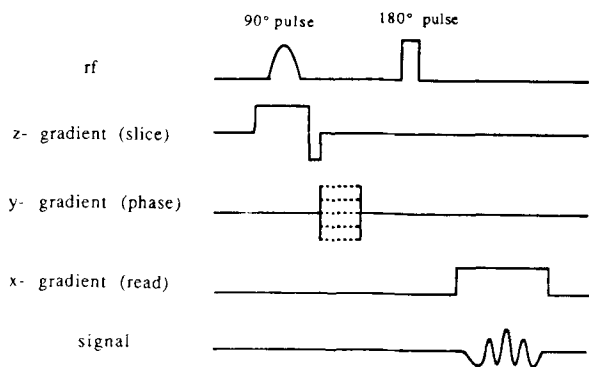 90° pulse 180° pulse
rf
z- gradient (slice)
y- gradient (phase)
x- gradient (read)
signal